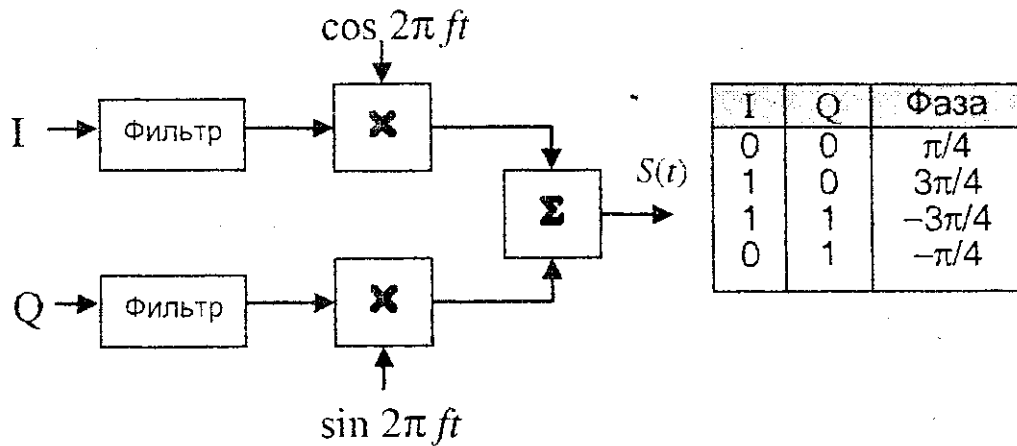 cos 2π ft
I
Фильтр
×
Σ
S(t)
Q
Фильтр
×
sin 2π ft
I Q Фаза
0 0 π/4
1 0 3π/4
1 1 −3π/4
0 1 −π/4